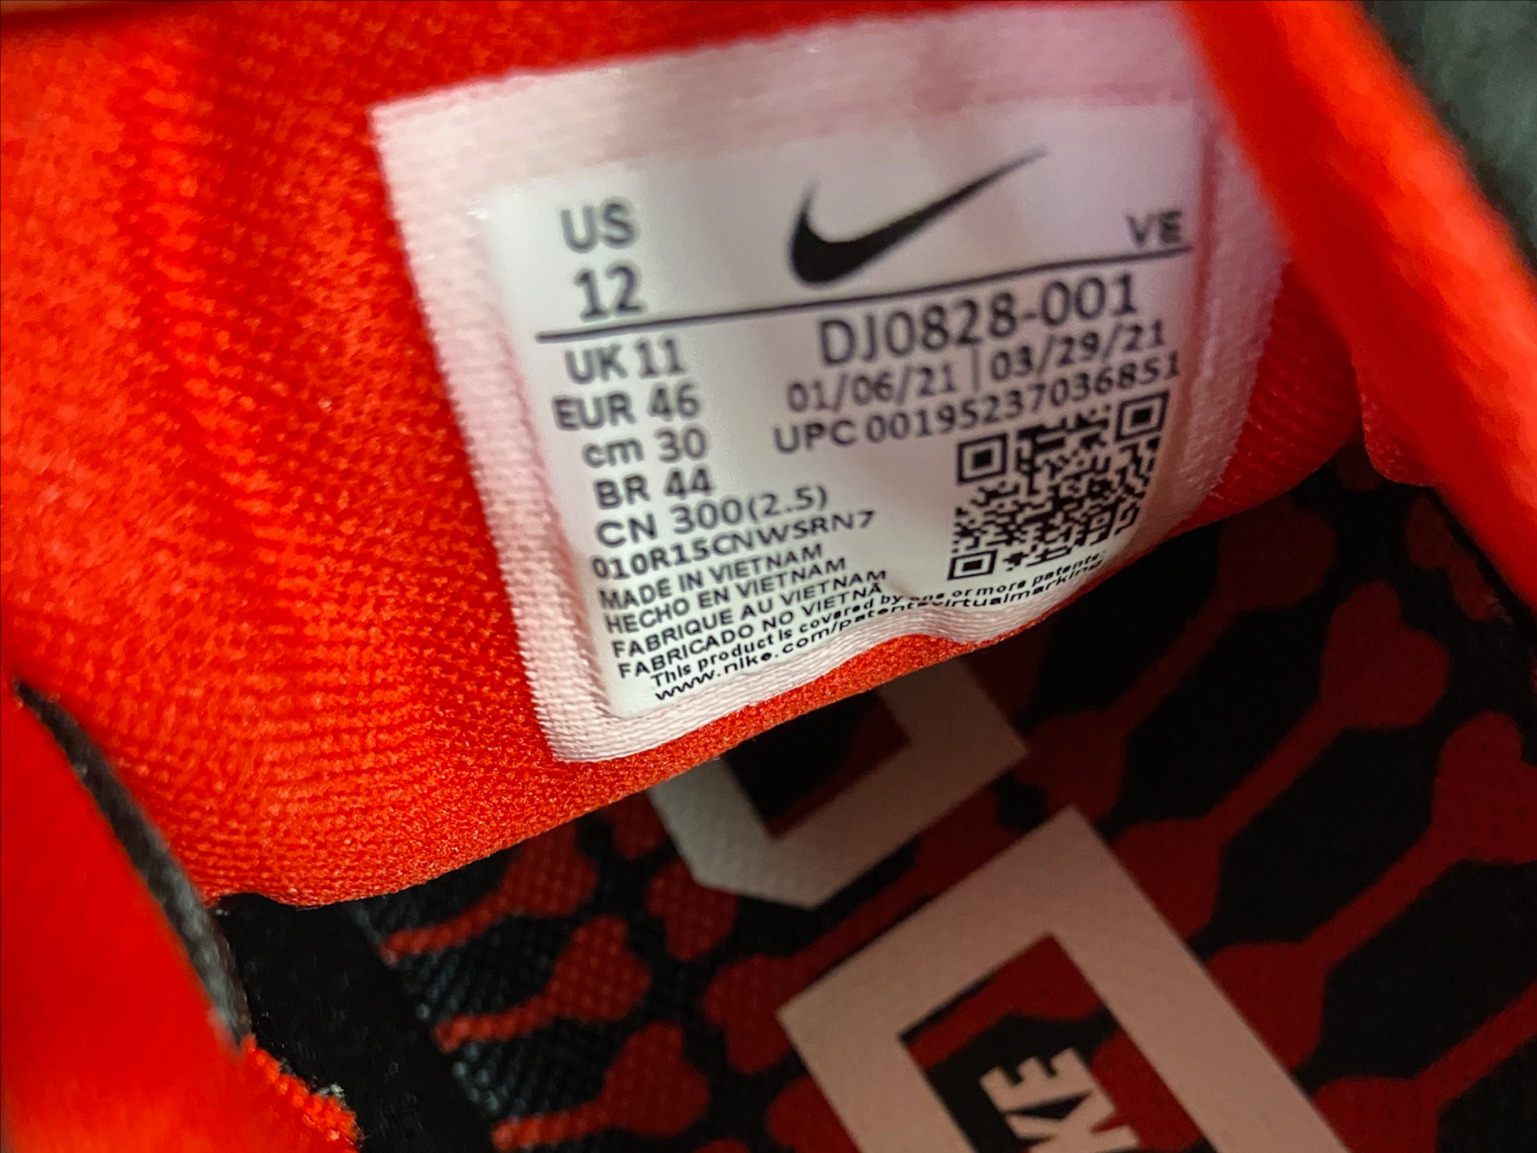 US
12
VE
UK 11
EUR 46
cm 30
BR 44
CN 300(2.5)
DJ0828-001
01/06/21 | 03/29/21
UPC 00195237036851
010R15CNWSRN7
MADE IN VIETNAM
HECHO EN VIETNAM
FABRIQUE AU VIETNAM
FABRICADO NO VIETNÃ
This product is covered by one or more patents.
www.nike.com/patentsvirtualmarking
KE